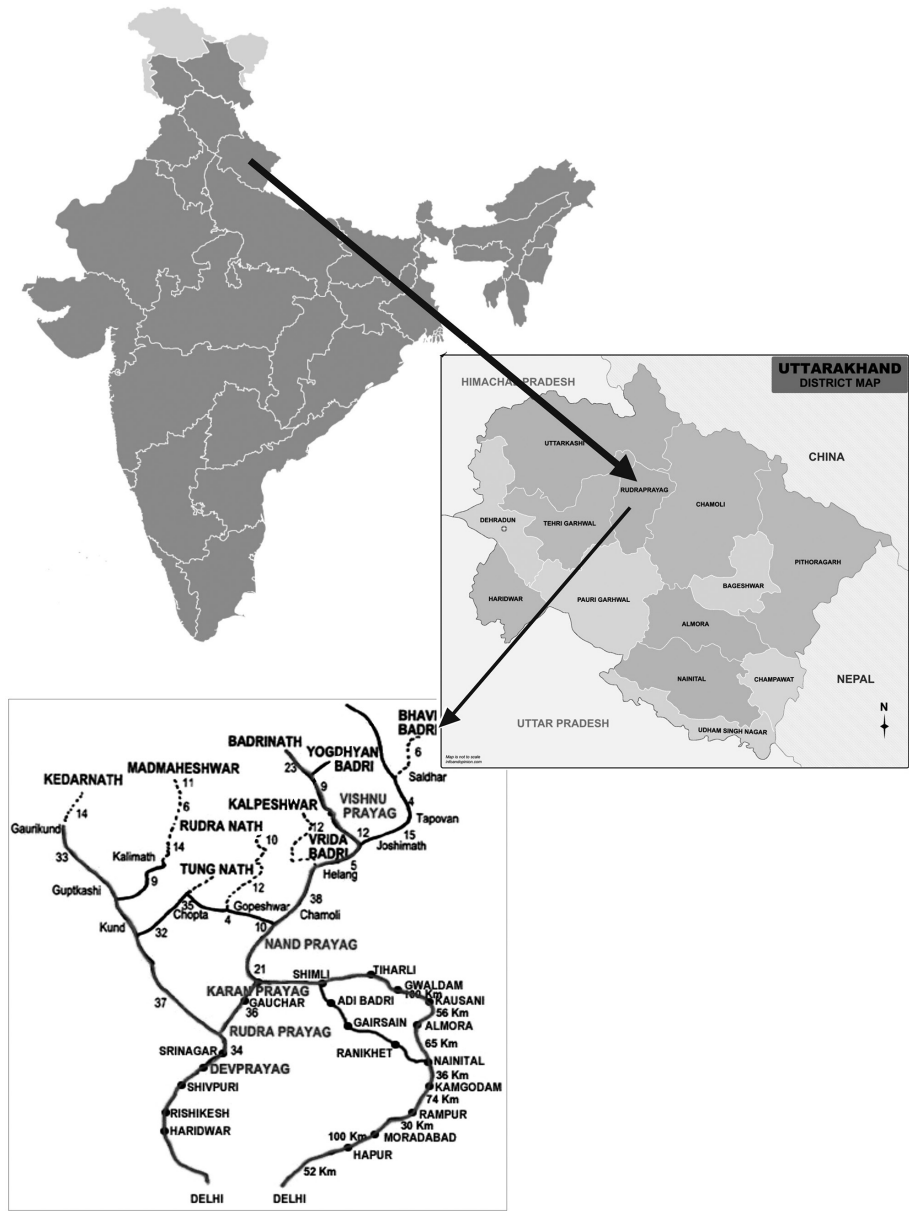 UTTARAKHAND
DISTRICT MAP
HIMACHAL PRADESH
UTTARKASHI
CHINA
RUDRAPRAYAG
CHAMOLI
DEHRADUN
TEHRI GARHWAL
PITHORAGARH
BAGESHWAR
HARIDWAR
PAURI GARHWAL
ALMORA
NAINITAL
CHAMPAWAT
NEPAL
N
UTTAR PRADESH
UDHAM SINGH NAGAR
Map is not to scale
BHAVI
BADRI
BADRINATH
YOGDHYAN
BADRI
6
23
Saldhar
MADMAHESHWAR
KEDARNATH
11
9
14
6
KALPESHWAR
VISHNU
PRAYAG
4
Tapovan
Gaurikund
RUDRA NATH
12
12
15
33
Kalimath
14
10
VRIDA
BADRI
Joshimath
TUNG NATH
5
Helang
Guptkashi
9
12
38
35
Chopta
Gopeshwar
4
Chamoli
Kund
32
10
NAND PRAYAG
21
SHIMLI
TIHARLI
GWALDAM
KARAN PRAYAG
100 Km
37
GAUCHAR
ADI BADRI
KAUSANI
36
56 Km
RUDRA PRAYAG
GAIRSAIN
ALMORA
SRINAGAR
34
RANIKHET
65 Km
DEVPRAYAG
NAINITAL
SHIVPURI
36 Km
KAMGODAM
74 Km
RISHIKESH
RAMPUR
30 Km
HARIDWAR
100 Km
MORADABAD
HAPUR
52 Km
DELHI
DELHI